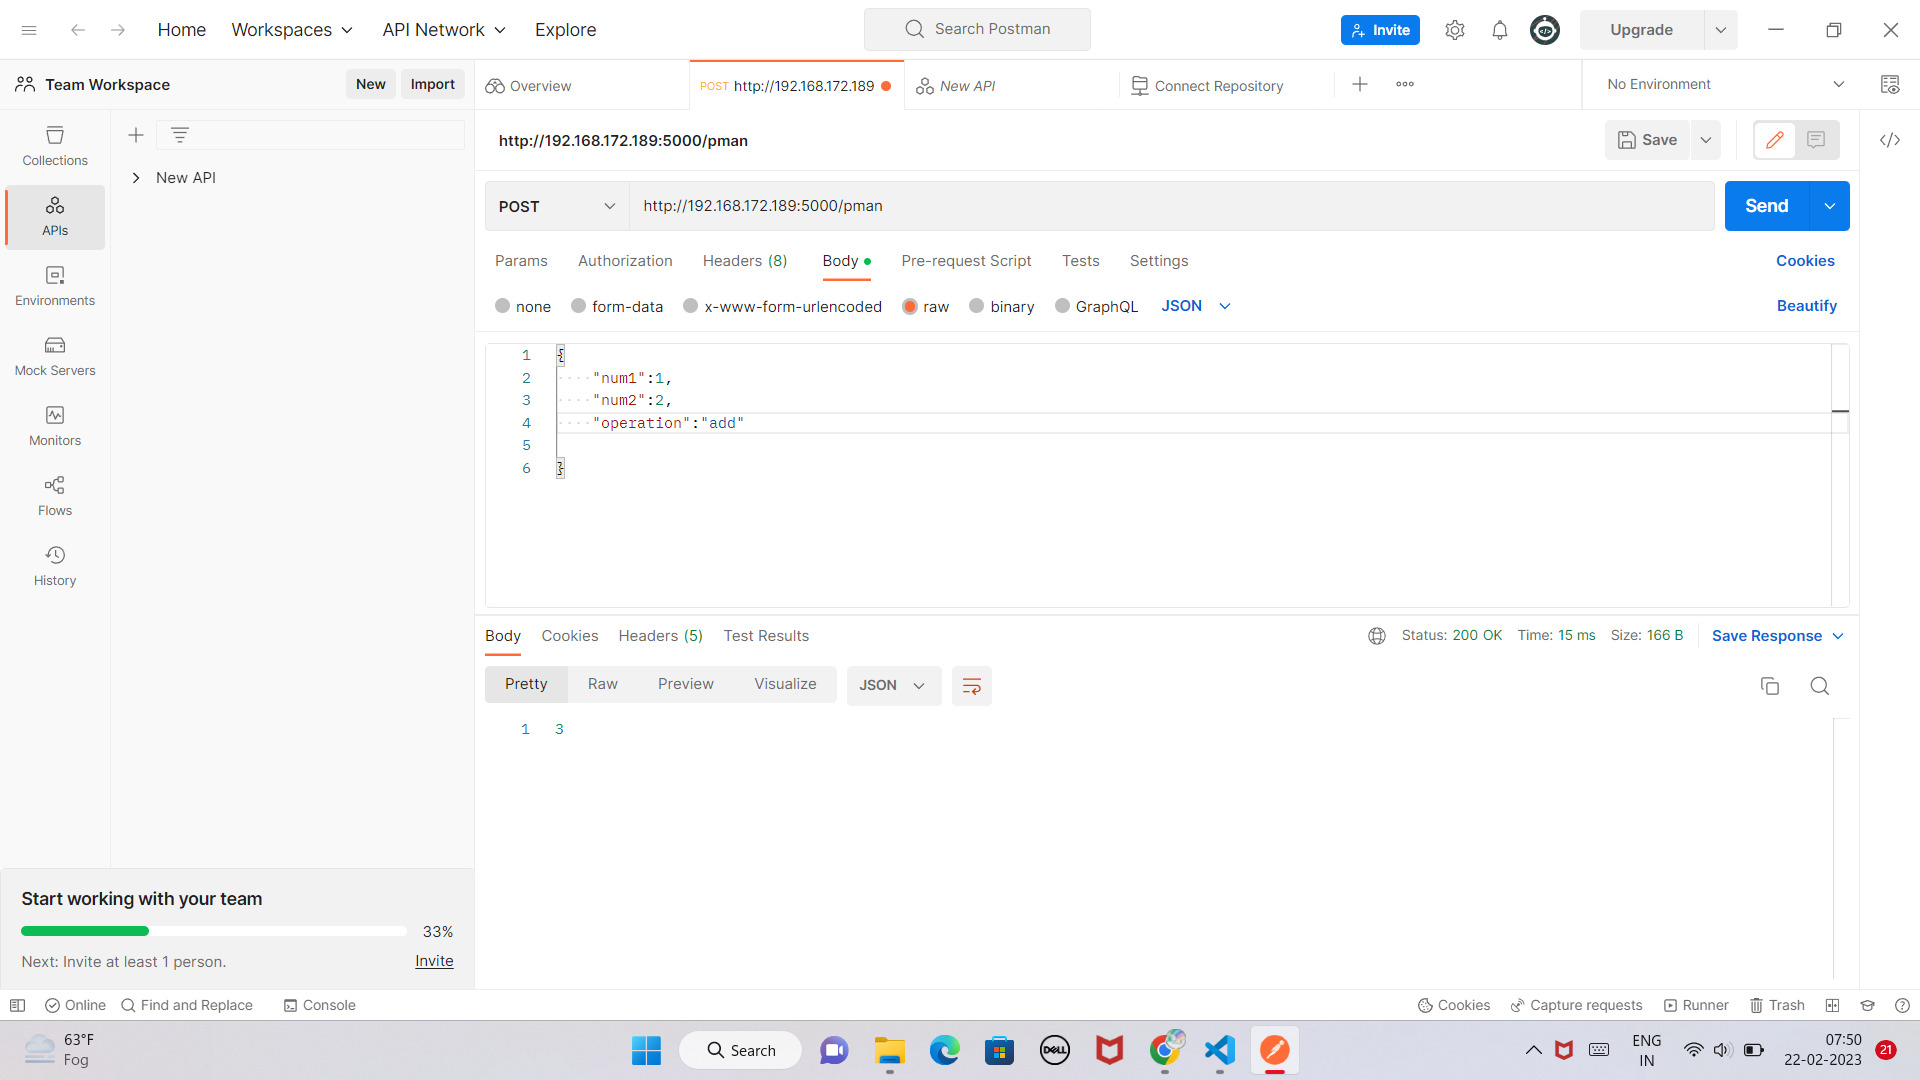 Home Workspaces API Network Explore Search Postman Invite Upgrade
Team Workspace New Import Overview POST http://192.168.172.189 New API Connect Repository No Environment
http://192.168.172.189:5000/pman Save
Collections
New API
APIs
POST http://192.168.172.189:5000/pman Send
Params Authorization Headers (8) Body Pre-request Script Tests Settings Cookies
Environments
none form-data x-www-form-urlencoded raw binary GraphQL JSON Beautify
1 {
Mock Servers
2 "num1":1,
3 "num2":2,
4 "operation":"add"
Monitors
5
6 }
Flows
History
Body Cookies Headers (5) Test Results Status: 200 OK Time: 15 ms Size: 166 B Save Response
Pretty Raw Preview Visualize JSON
1 3
Start working with your team
33%
Next: Invite at least 1 person. Invite
Online Find and Replace Console Cookies Capture requests Runner Trash
63°F
Fog
Search
DELL
ENG
IN
07:50
22-02-2023
21